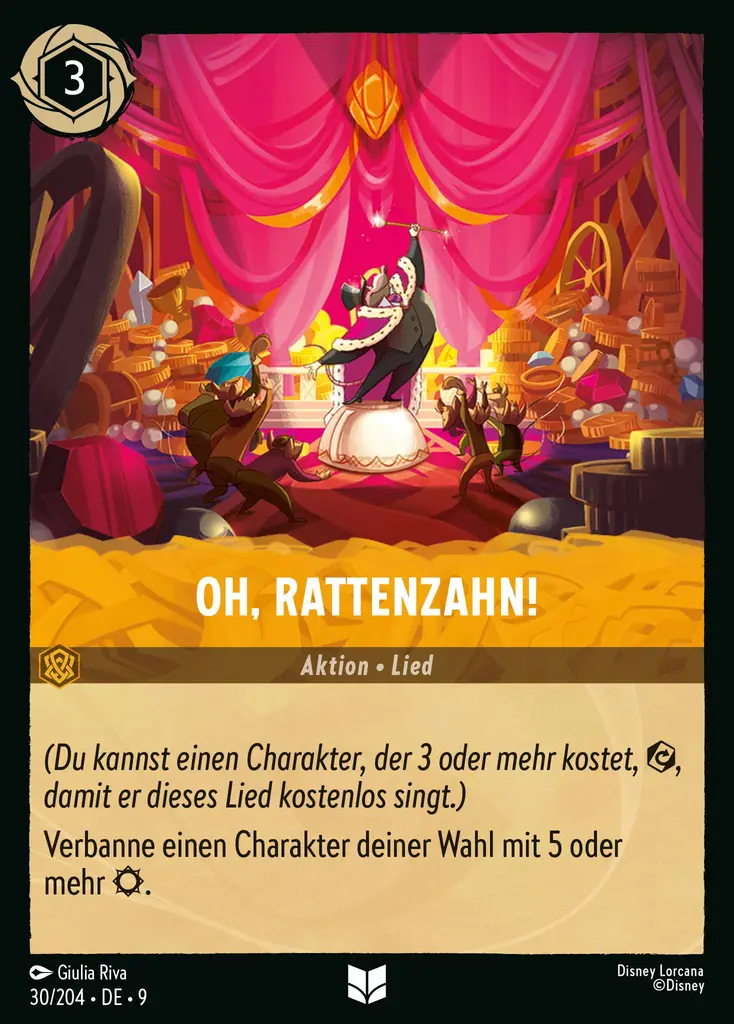 3
OH, RATTENZAHN!
Aktion • Lied
(Du kannst einen Charakter, der 3 oder mehr kostet, ,
damit er dieses Lied kostenlos singt.)
Verbanne einen Charakter deiner Wahl mit 5 oder
mehr .
Giulia Riva
30/204 • DE • 9
Disney Lorcana
©Disney